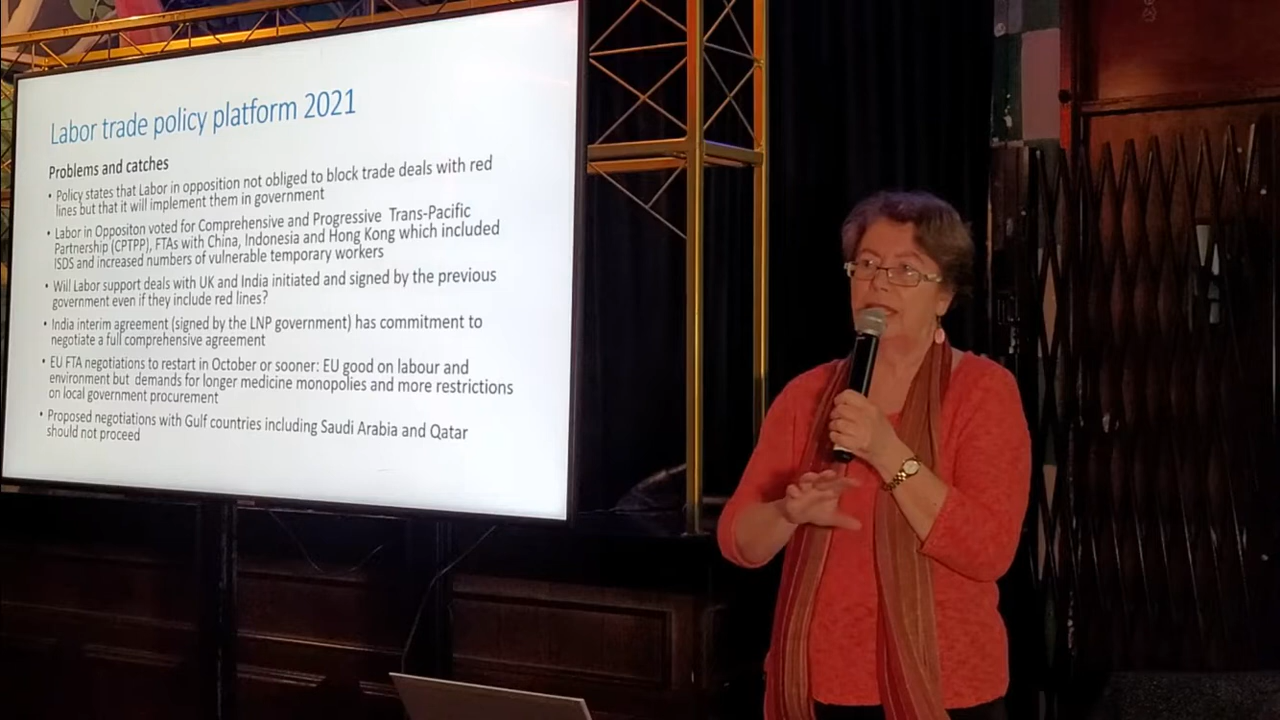 Labor trade policy platform 2021
Problems and catches
• Policy states that Labor in opposition not obliged to block trade deals with red
lines but that it will implement them in government
• Labor in Oppositon voted for Comprehensive and Progressive Trans-Pacific
Partnership (CPTPP), FTAs with China, Indonesia and Hong Kong which included
ISDS and increased numbers of vulnerable temporary workers
• Will Labor support deals with UK and India initiated and signed by the previous
government even if they include red lines?
• India interim agreement (signed by the LNP government) has commitment to
negotiate a full comprehensive agreement
• EU FTA negotiations to restart in October or sooner: EU good on labour and
environment but demands for longer medicine monopolies and more restrictions
on local government procurement
• Proposed negotiations with Gulf countries including Saudi Arabia and Qatar
should not proceed